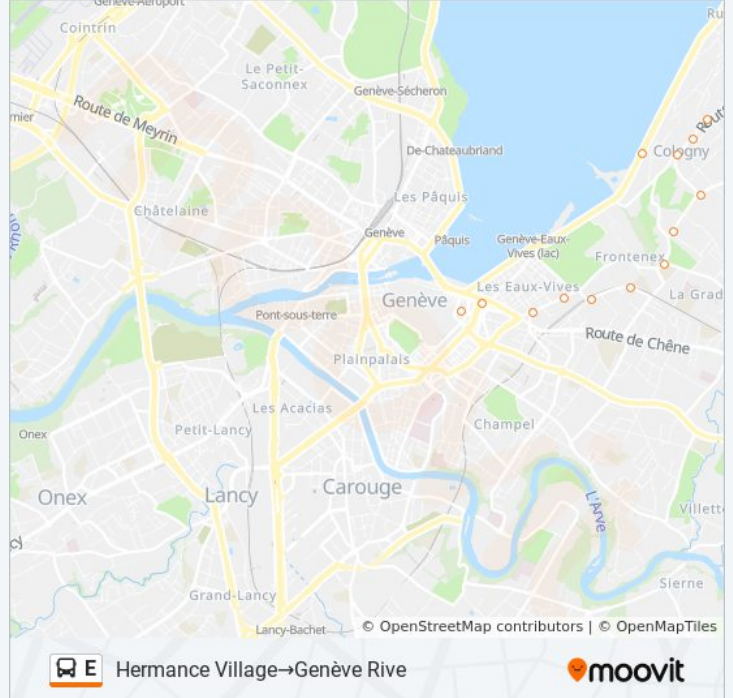 Genève-Aéroport
Cointrin
Le Petit-
Saconnex
Genève-Sécheron
Route de Meyrin
De-Chateaubriand
Cologny
Les Pâquis
Châtelaine
Genève
Pâquis
Genève-Eaux-
Vives (lac)
Frontenex
Les Eaux-Vives
La Grad
Genève
Pont-sous-terre
Route de Chêne
Plainpalais
Les Acacias
Petit-Lancy
Champel
Onex
Onex
Lancy
Carouge
L'Arve
Villett
Sierne
Grand-Lancy
Lancy-Bachet
© OpenStreetMap contributors | © OpenMapTiles
E Hermance Village→Genève Rive
moovit